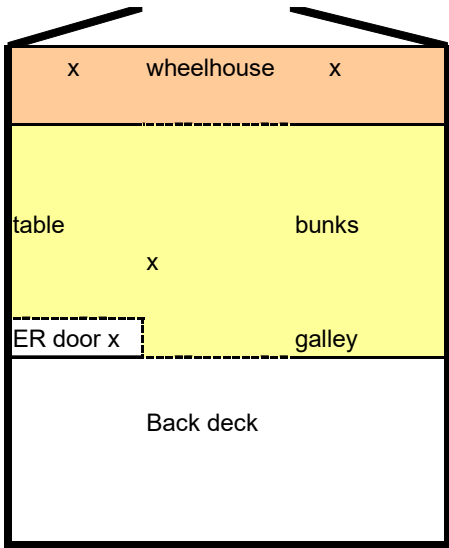 x wheelhouse x
table bunks
x
ER door x galley
Back deck